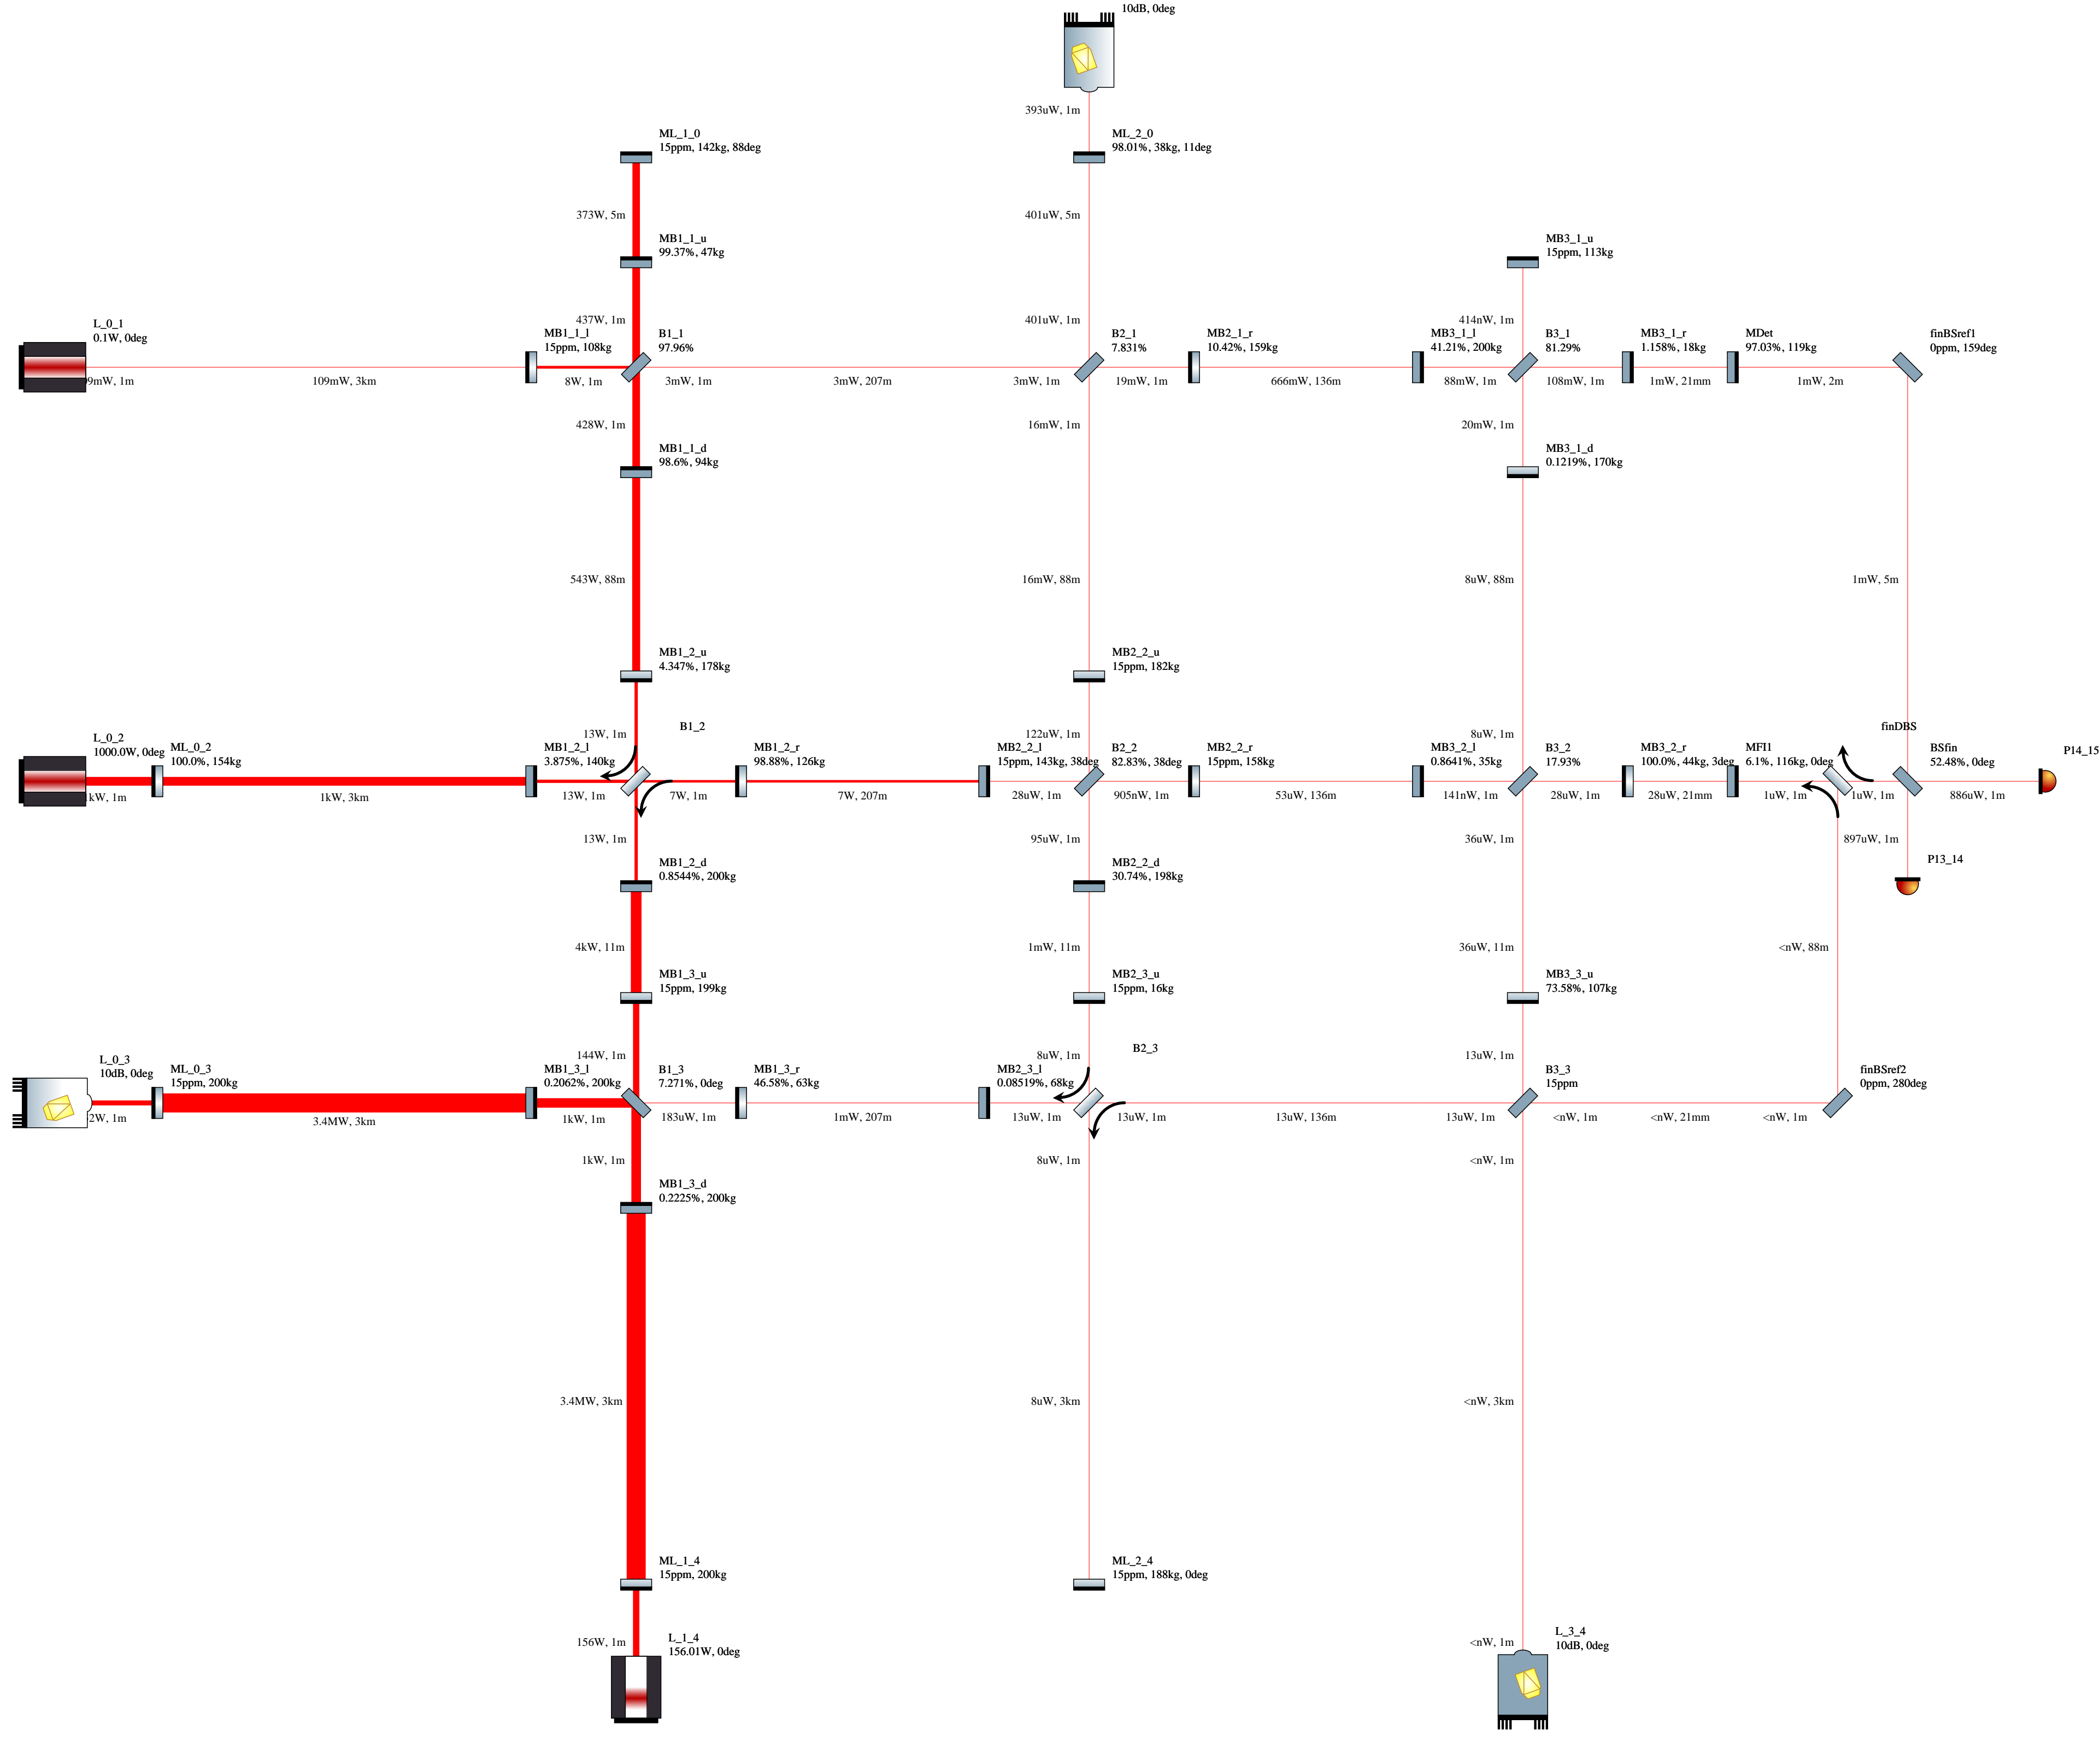 10dB, 0deg
393uW, 1m
ML_1_0
15ppm, 142kg, 88deg
ML_2_0
98.01%, 38kg, 11deg
373W, 5m
401uW, 5m
MB1_1_u
99.37%, 47kg
MB3_1_u
15ppm, 113kg
L_0_1
0.1W, 0deg
437W, 1m
401uW, 1m
414nW, 1m
MB1_1_l
15ppm, 108kg
B1_1
97.96%
B2_1
7.831%
MB2_1_r
10.42%, 159kg
MB3_1_l
41.21%, 200kg
B3_1
81.29%
MB3_1_r
1.158%, 18kg
MDet
97.03%, 119kg
finBSref1
0ppm, 159deg
9mW, 1m
109mW, 3km
8W, 1m
3mW, 1m
3mW, 207m
3mW, 1m
19mW, 1m
666mW, 136m
88mW, 1m
108mW, 1m
1mW, 21mm
1mW, 2m
428W, 1m
16mW, 1m
20mW, 1m
MB1_1_d
98.6%, 94kg
MB3_1_d
0.1219%, 170kg
543W, 88m
16mW, 88m
8uW, 88m
1mW, 5m
MB1_2_u
4.347%, 178kg
MB2_2_u
15ppm, 182kg
13W, 1m
B1_2
122uW, 1m
8uW, 1m
finDBS
L_0_2
1000.0W, 0deg
ML_0_2
100.0%, 154kg
MB1_2_l
3.875%, 140kg
MB1_2_r
98.88%, 126kg
MB2_2_l
15ppm, 143kg, 38deg
B2_2
82.83%, 38deg
MB2_2_r
15ppm, 158kg
MB3_2_l
0.8641%, 35kg
B3_2
17.93%
MB3_2_r
100.0%, 44kg, 3deg
MFI1
6.1%, 116kg, 0deg
BSfin
52.48%, 0deg
P14_15
kW, 1m
1kW, 3km
13W, 1m
7W, 1m
7W, 207m
28uW, 1m
905nW, 1m
53uW, 136m
141nW, 1m
28uW, 1m
28uW, 21mm
1uW, 1m
1uW, 1m
886uW, 1m
13W, 1m
95uW, 1m
36uW, 1m
897uW, 1m
MB1_2_d
0.8544%, 200kg
MB2_2_d
30.74%, 198kg
P13_14
4kW, 11m
1mW, 11m
36uW, 11m
<nW, 88m
MB1_3_u
15ppm, 199kg
MB2_3_u
15ppm, 16kg
MB3_3_u
73.58%, 107kg
144W, 1m
8uW, 1m
B2_3
13uW, 1m
L_0_3
10dB, 0deg
ML_0_3
15ppm, 200kg
MB1_3_l
0.2062%, 200kg
B1_3
7.271%, 0deg
MB1_3_r
46.58%, 63kg
MB2_3_l
0.08519%, 68kg
B3_3
15ppm
finBSref2
0ppm, 280deg
2W, 1m
3.4MW, 3km
1kW, 1m
183uW, 1m
1mW, 207m
13uW, 1m
13uW, 1m
13uW, 136m
13uW, 1m
<nW, 1m
<nW, 21mm
<nW, 1m
1kW, 1m
8uW, 1m
<nW, 1m
MB1_3_d
0.2225%, 200kg
3.4MW, 3km
8uW, 3km
<nW, 3km
ML_1_4
15ppm, 200kg
ML_2_4
15ppm, 188kg, 0deg
156W, 1m
L_1_4
156.01W, 0deg
<nW, 1m
L_3_4
10dB, 0deg